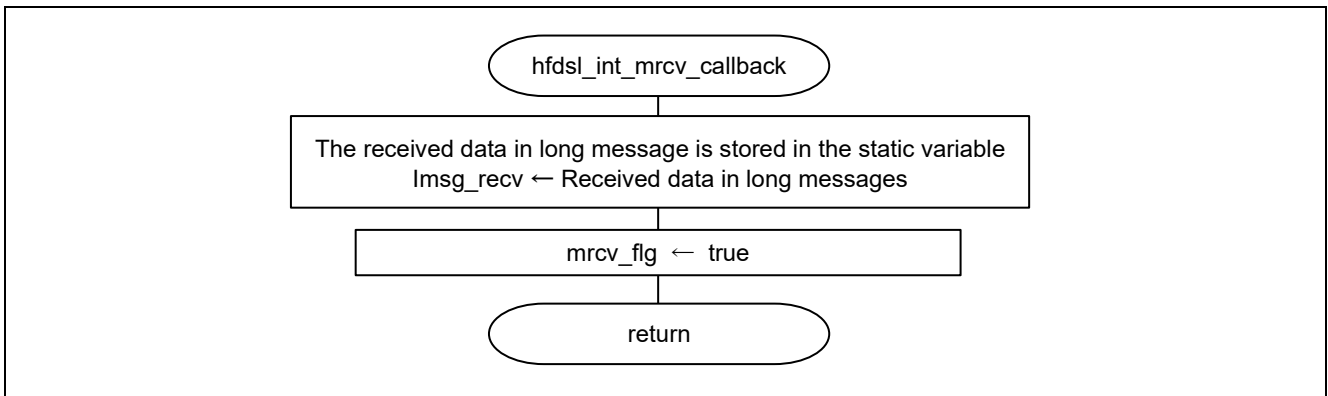 hfdsl_int_mrcv_callback
The received data in long message is stored in the static variable
lmsg_recv ← Received data in long messages
mrcv_flg ← true
return